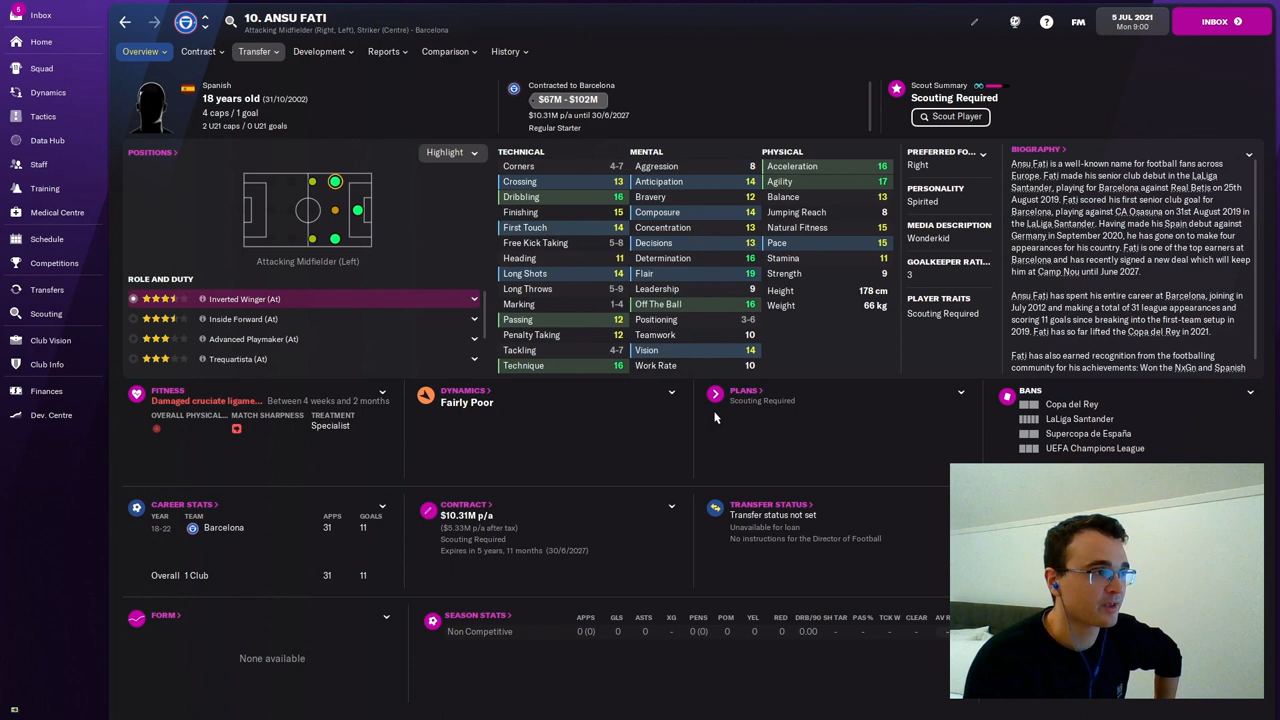 5
Inbox
Home
Squad
Dynamics
Tactics
Data Hub
Staff
Training
Medical Centre
Schedule
Competitions
Transfers
Scouting
Club Vision
Club Info
Finances
Dev. Centre
10. ANSU FATI
Attacking Midfielder (Right, Left), Striker (Centre) - Barcelona
?
FM
5 JUL 2021
Mon 9:00
INBOX
Overview
Contract
Transfer
Development
Reports
Comparison
History
Spanish
18 years old (31/10/2002)
4 caps / 1 goal
2 U21 caps / 0 U21 goals
Contracted to Barcelona
$67M - $102M
$10.31M p/a until 30/6/2027
Regular Starter
Scout Summary
Scouting Required
Scout Player
POSITIONS
Highlight
Attacking Midfielder (Left)
ROLE AND DUTY
Inverted Winger (At)
Inside Forward (At)
Advanced Playmaker (At)
Trequartista (At)
TECHNICAL
Corners 4-7
Crossing 13
Dribbling 16
Finishing 15
First Touch 14
Free Kick Taking 5-8
Heading 11
Long Shots 14
Long Throws 5-9
Marking 1-4
Passing 12
Penalty Taking 12
Tackling 4-7
Technique 16
MENTAL
Aggression 8
Anticipation 14
Bravery 12
Composure 14
Concentration 13
Decisions 13
Determination 16
Flair 19
Leadership 9
Off The Ball 16
Positioning 3-6
Teamwork 10
Vision 14
Work Rate 10
PHYSICAL
Acceleration 16
Agility 17
Balance 13
Jumping Reach 8
Natural Fitness 15
Pace 15
Stamina 11
Strength 9
Height 178 cm
Weight 66 kg
PREFERRED FO...
Right
PERSONALITY
Spirited
MEDIA DESCRIPTION
Wonderkid
GOALKEEPER RATI...
3
PLAYER TRAITS
Scouting Required
BIOGRAPHY
Ansu Fati is a well-known name for football fans across
Europe. Fati made his senior club debut in the LaLiga
Santander, playing for Barcelona against Real Betis on 25th
August 2019. Fati scored his first senior club goal for
Barcelona, playing against CA Osasuna on 31st August 2019 in
the LaLiga Santander. Having made his Spain debut against
Germany in September 2020, he has gone on to make four
appearances for his country. Fati is one of the top earners at
Barcelona and has recently signed a new deal which will keep
him at Camp Nou until June 2027.
Ansu Fati has spent his entire career at Barcelona, joining in
July 2012 and making a total of 31 league appearances and
scoring 11 goals since breaking into the first-team setup in
2019. Fati has so far lifted the Copa del Rey in 2021.
Fati has also earned recognition from the footballing
community for his achievements: Won the NxGn and Spanish
FITNESS
Damaged cruciate ligame... Between 4 weeks and 2 months
OVERALL PHYSICAL... MATCH SHARPNESS TREATMENT
Specialist
DYNAMICS
Fairly Poor
PLANS
Scouting Required
BANS
Copa del Rey
LaLiga Santander
Supercopa de España
UEFA Champions League
CAREER STATS
YEAR TEAM APPS GOALS
18-22 Barcelona 31 11
Overall 1 Club 31 11
CONTRACT
$10.31M p/a
($5.33M p/a after tax)
Scouting Required
Expires in 5 years, 11 months (30/6/2027)
TRANSFER STATUS
Transfer status not set
Unavailable for loan
No instructions for the Director of Football
FORM
None available
SEASON STATS
APPS GLS ASTS XG PENS POM YEL RED DRB/90 SH TAR PAS % TCK W CLEAR AV R
Non Competitive 0 (0) 0 0 - 0 (0) 0 0 0 0.00 - - - - -